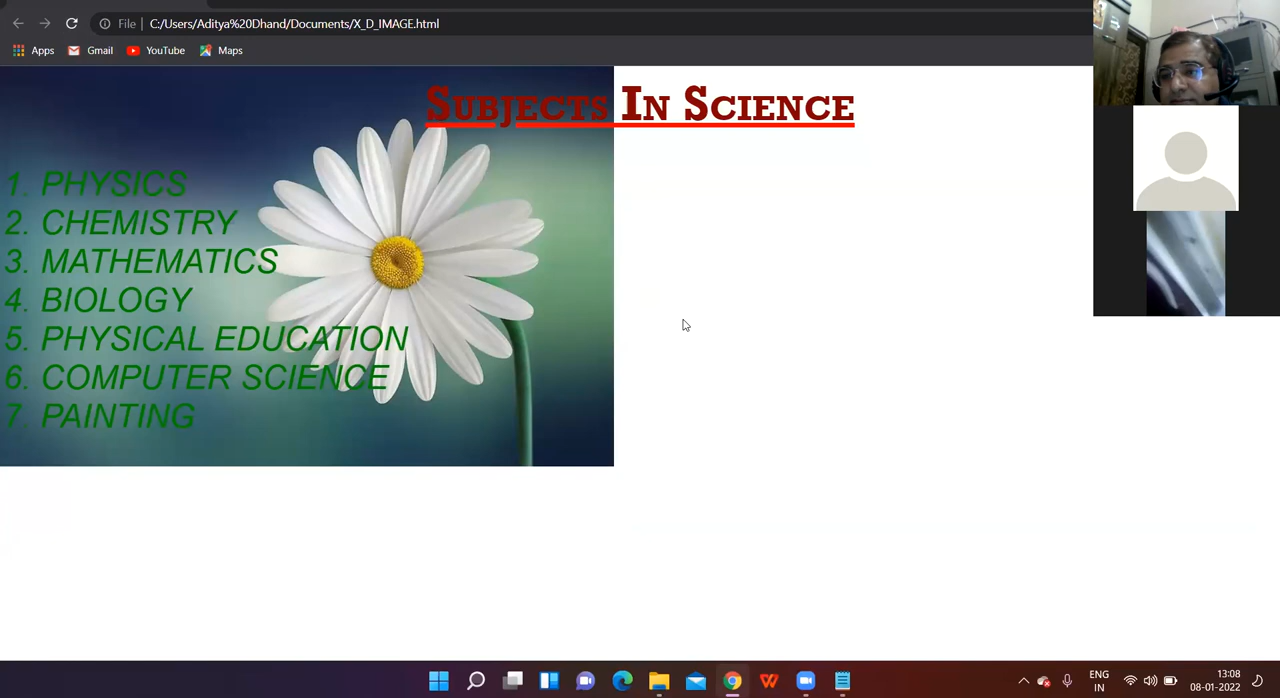 File
C:/Users/Aditya%20Dhand/Documents/X_D_IMAGE.html
Apps Gmail YouTube Maps
SUBJECTS IN SCIENCE
1. PHYSICS
2. CHEMISTRY
3. MATHEMATICS
4. BIOLOGY
5. PHYSICAL EDUCATION
6. COMPUTER SCIENCE
7. PAINTING
ENG
IN
13:08
08-01-2022